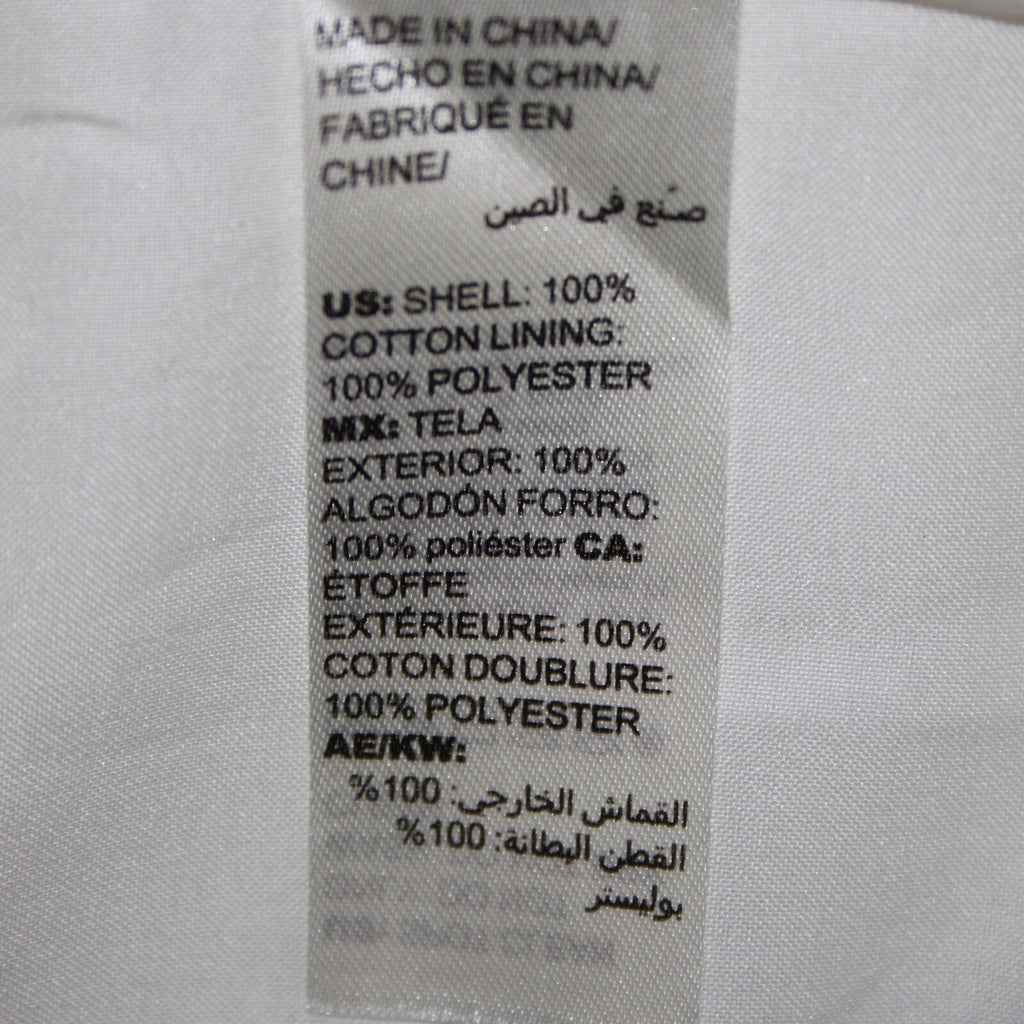 MADE IN CHINA/
HECHO EN CHINA/
FABRIQUÉ EN
CHINE/
صنّع في الصين
US: SHELL: 100%
COTTON LINING:
100% POLYESTER
MX: TELA
EXTERIOR: 100%
ALGODÓN FORRO:
100% poliéster CA:
ÉTOFFE
EXTÉRIEURE: 100%
COTON DOUBLURE:
100% POLYESTER
AE/KW:
القماش الخارجي: 100%
القطن البطانة: 100%
بوليستر